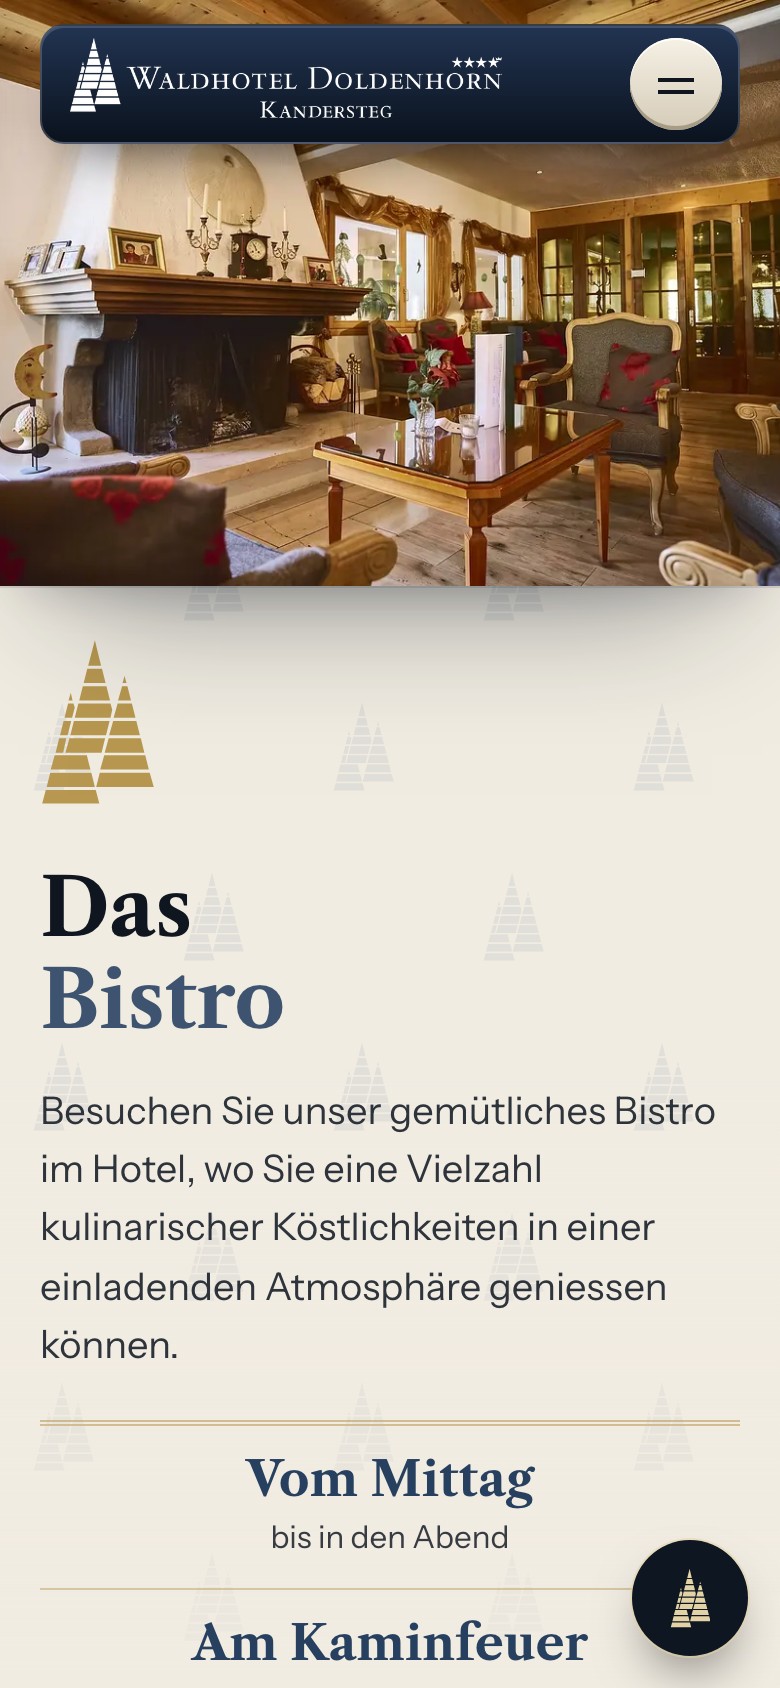 WALDHOTEL DOLDENHORN
KANDERSTEG
Das
Bistro
Besuchen Sie unser gemütliches Bistro
im Hotel, wo Sie eine Vielzahl
kulinarischer Köstlichkeiten in einer
einladenden Atmosphäre geniessen
können.
Vom Mittag
bis in den Abend
Am Kaminfeuer